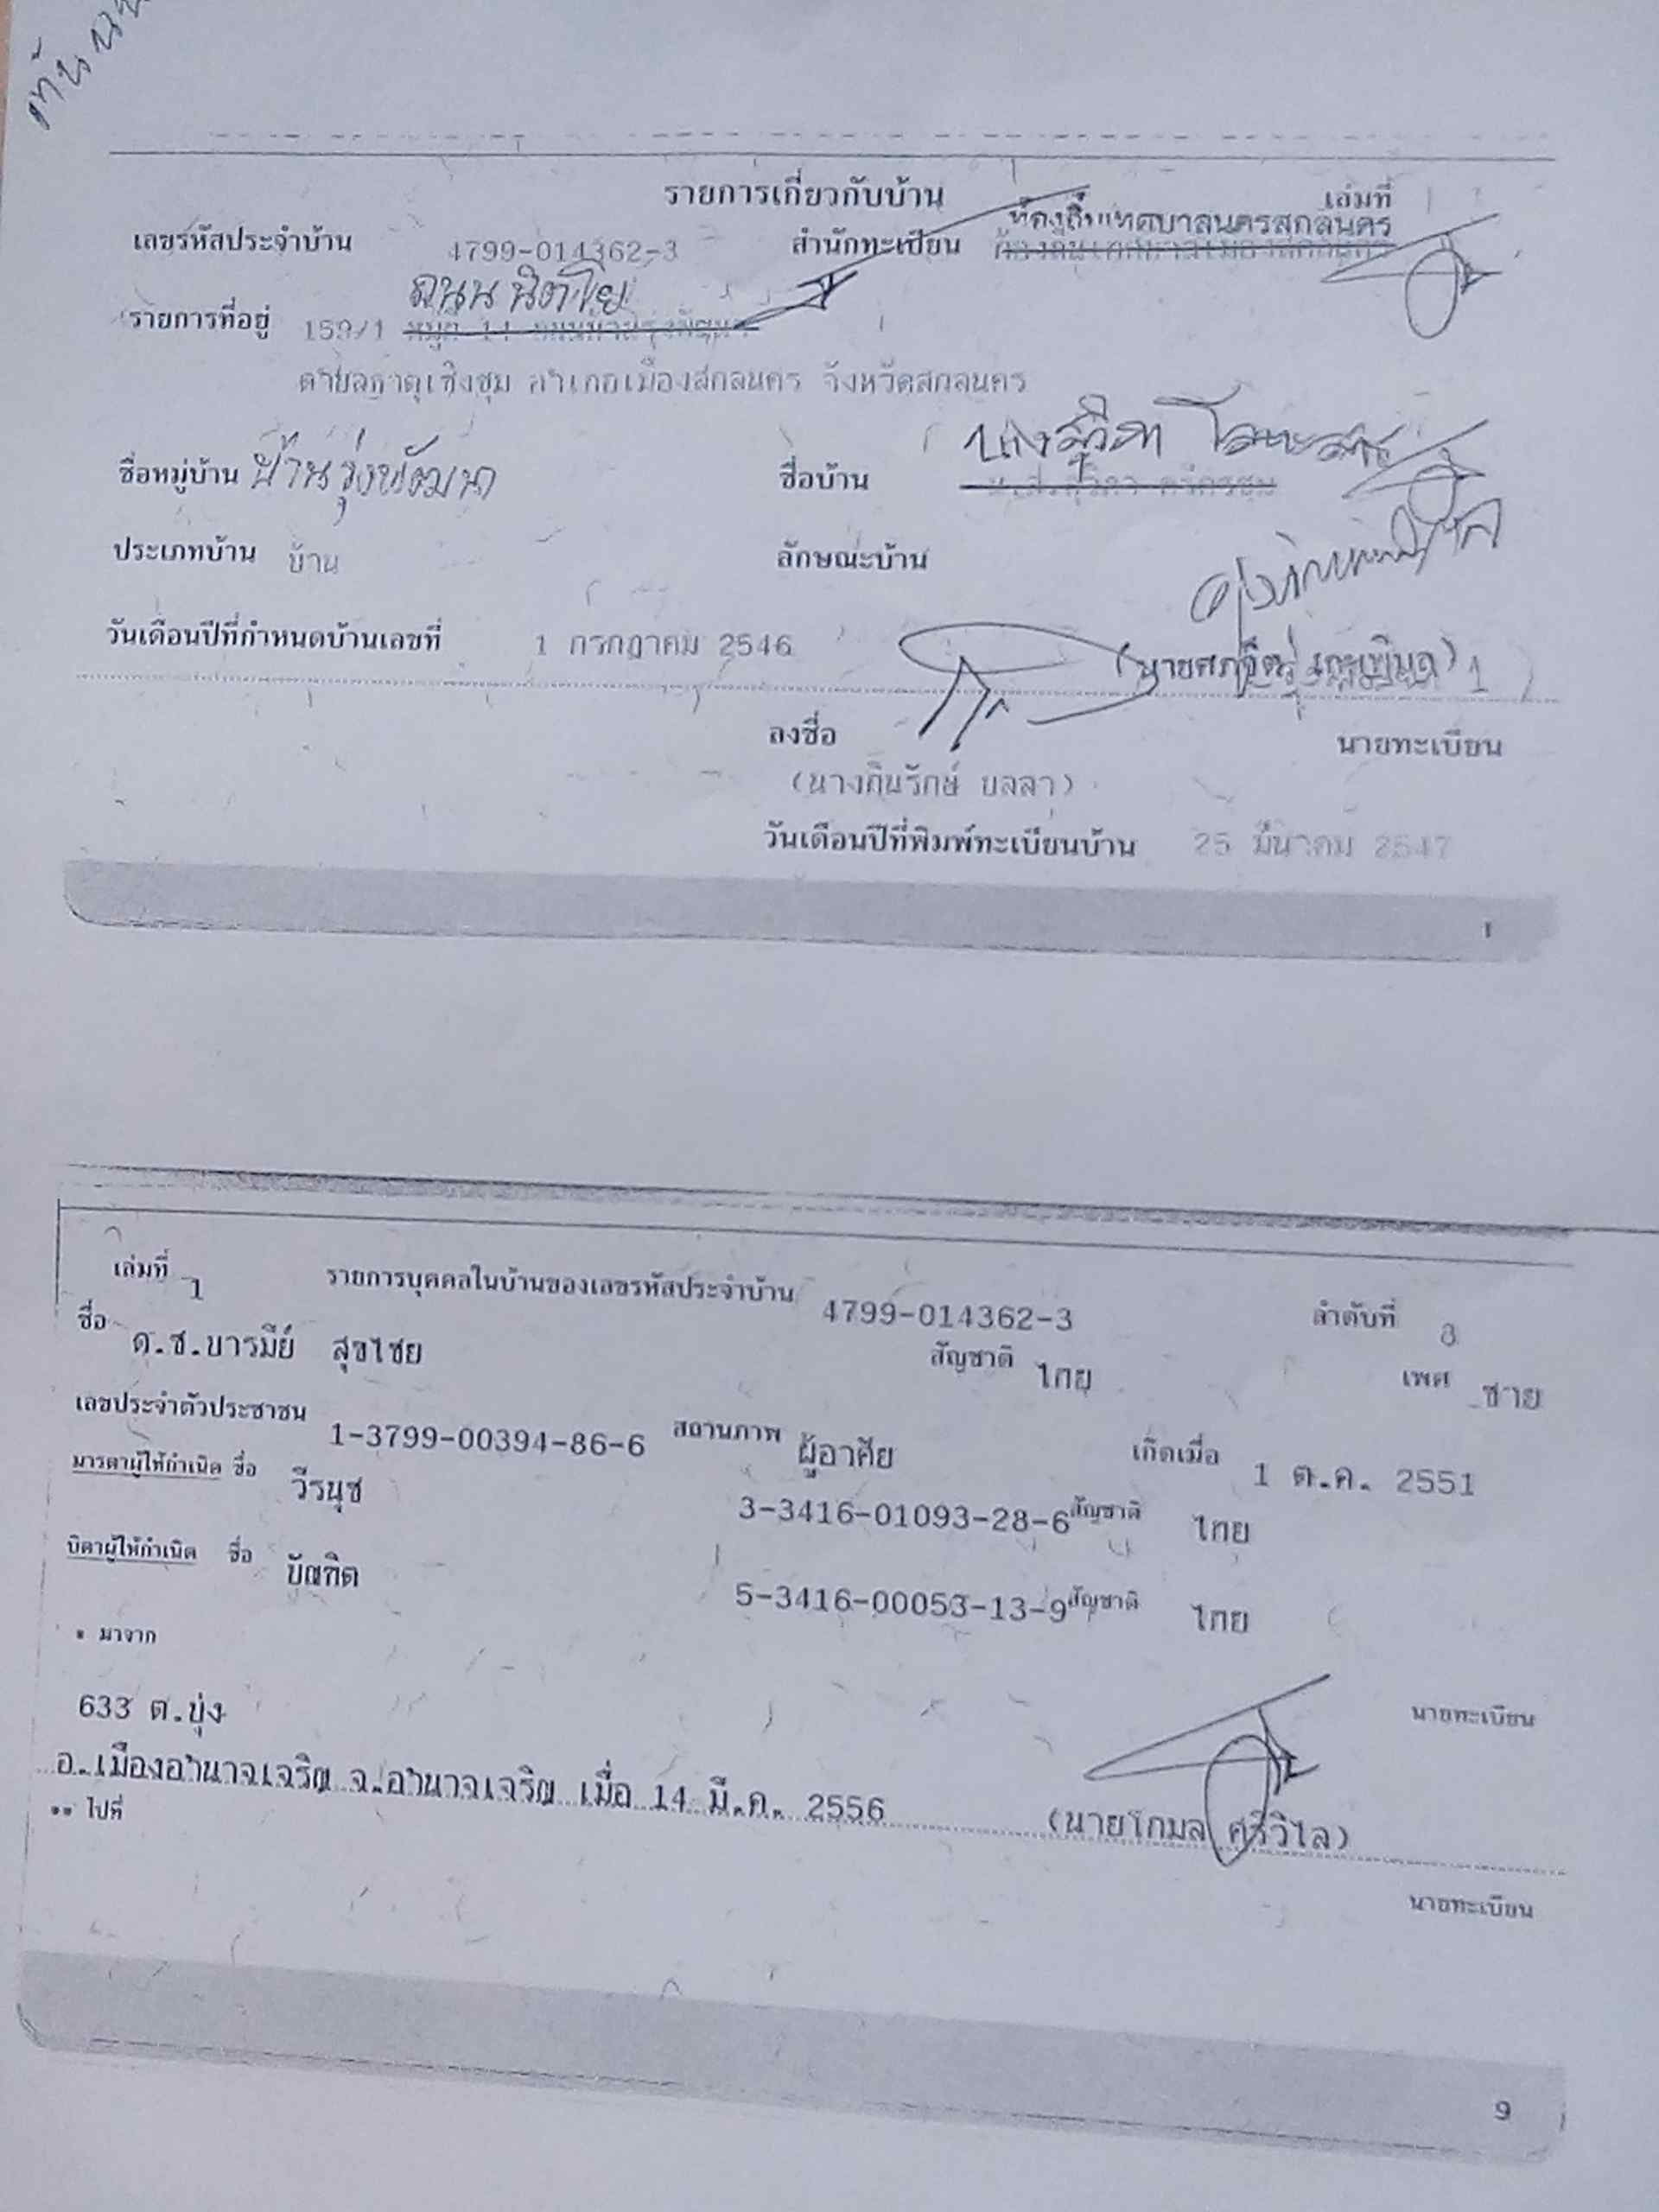 รายการเกี่ยวกับบ้าน เล่มที่
ท้องถิ่นเทศบาลนครสกลนคร
เลขรหัสประจำบ้าน 4799-014362-3 สำนักทะเบียน
ถนน นิตโย
รายการที่อยู่ 159/1
ตำบลธาตุเชิงชุม อำเภอเมืองสกลนคร จังหวัดสกลนคร
ชื่อหมู่บ้าน บ้านรุ่งพัฒนา ชื่อบ้าน
ประเภทบ้าน บ้าน ลักษณะบ้าน
วันเดือนปีที่กำหนดบ้านเลขที่ 1 กรกฎาคม 2546
ลงชื่อ นายทะเบียน
(นางภินรักษ์ บลลา)
วันเดือนปีที่พิมพ์ทะเบียนบ้าน 25 มีนาคม 2547
1
เล่มที่ 1 รายการบุคคลในบ้านของเลขรหัสประจำบ้าน 4799-014362-3 ลำดับที่ 8
ชื่อ ด.ช.บารมีย์ สุขไชย สัญชาติ ไทย เพศ ชาย
เลขประจำตัวประชาชน 1-3799-00394-86-6 สถานภาพ ผู้อาศัย เกิดเมื่อ 1 ต.ค. 2551
มารดาผู้ให้กำเนิด ชื่อ วีรนุช 3-3416-01093-28-6 สัญชาติ ไทย
บิดาผู้ให้กำเนิด ชื่อ บัณฑิต 5-3416-00053-13-9 สัญชาติ ไทย
* มาจาก
633 ต.บุ่ง นายทะเบียน
อ.เมืองอำนาจเจริญ จ.อำนาจเจริญ เมื่อ 14 มี.ค. 2556 (นายโกมล ศรีวิไล)
** ไปที่
นายทะเบียน
9